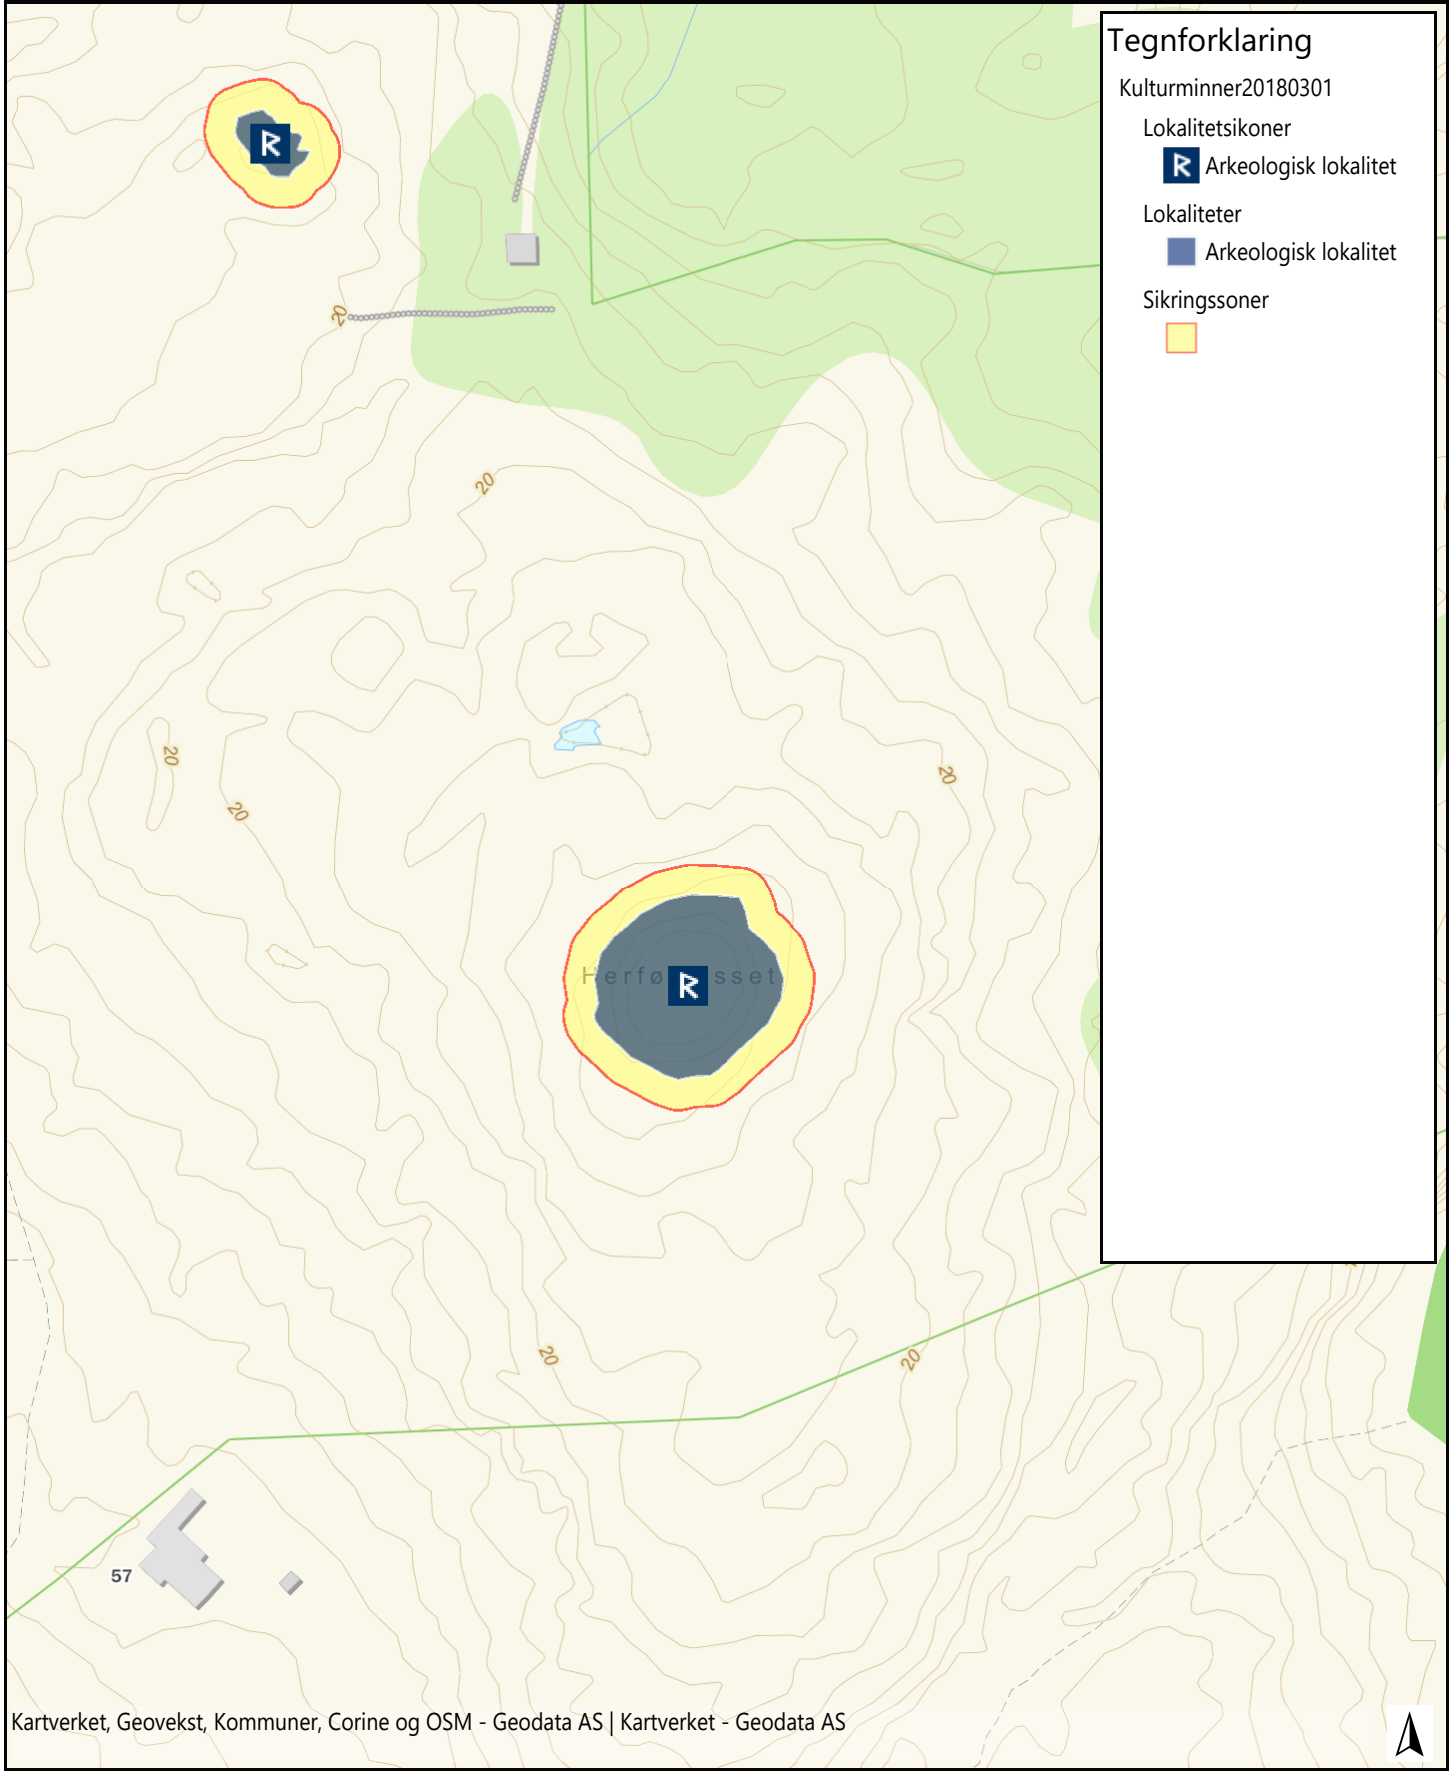 Tegnforklaring
Kulturminner20180301
Lokalitetsikoner
Arkeologisk lokalitet
Lokaliteter
Arkeologisk lokalitet
Sikringssoner
20
20
20
20
20
20
20
57
Kartverket, Geovekst, Kommuner, Corine og OSM - Geodata AS | Kartverket - Geodata AS